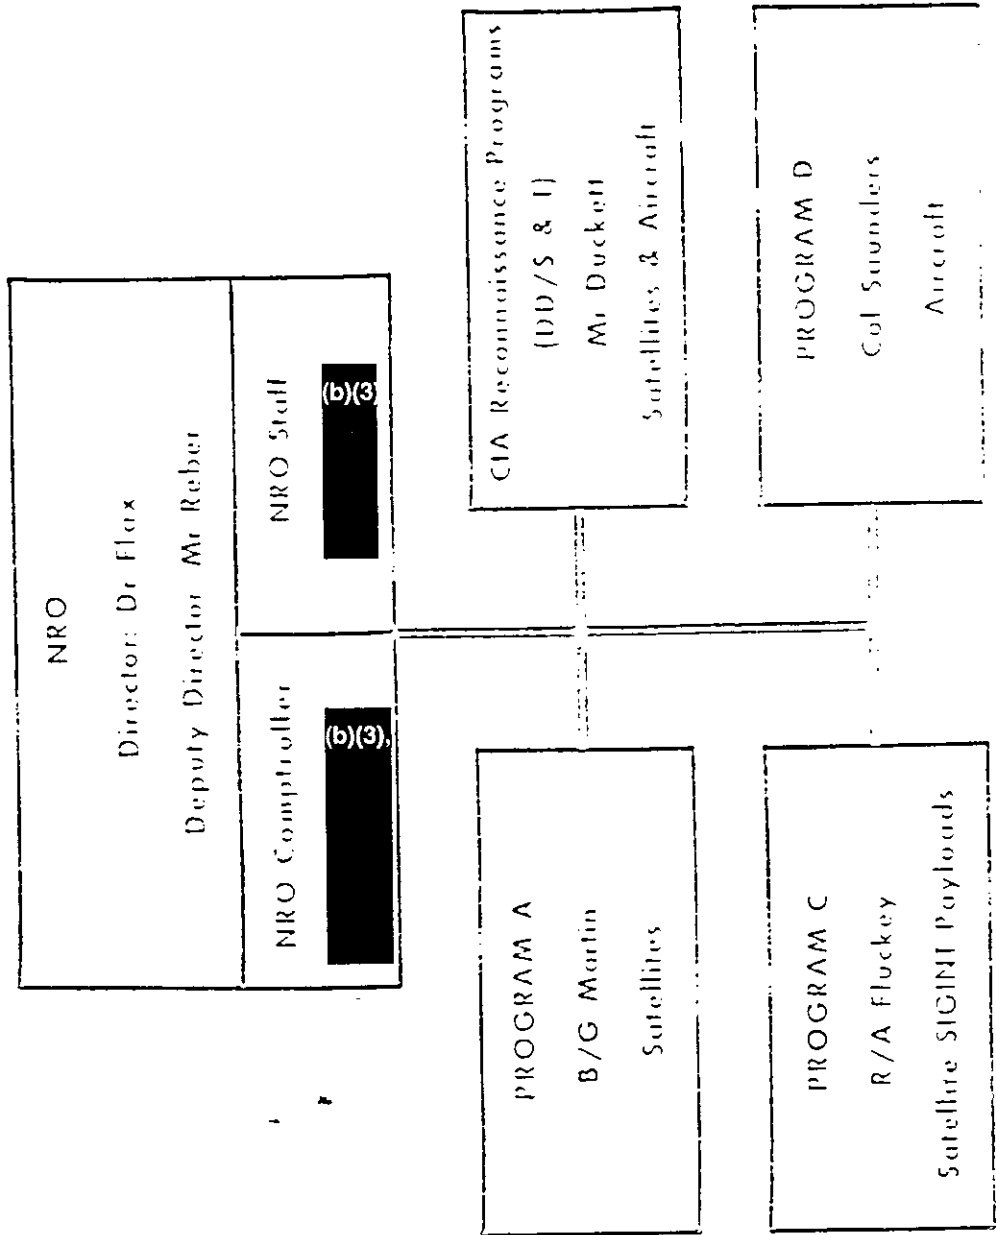 NRO
Director: Dr Flax
Deputy Director Mr Reber
NRO Comptroller
(b)(3),
NRO Staff
(b)(3)
PROGRAM A
B/G Martin
Satellites
CIA Reconnaissance Programs
(DD/S & T)
Mr Duckett
Satellites & Aircraft
PROGRAM C
R/A Fluckey
Satellite SIGINT Payloads
PROGRAM D
Col Saunders
Aircraft